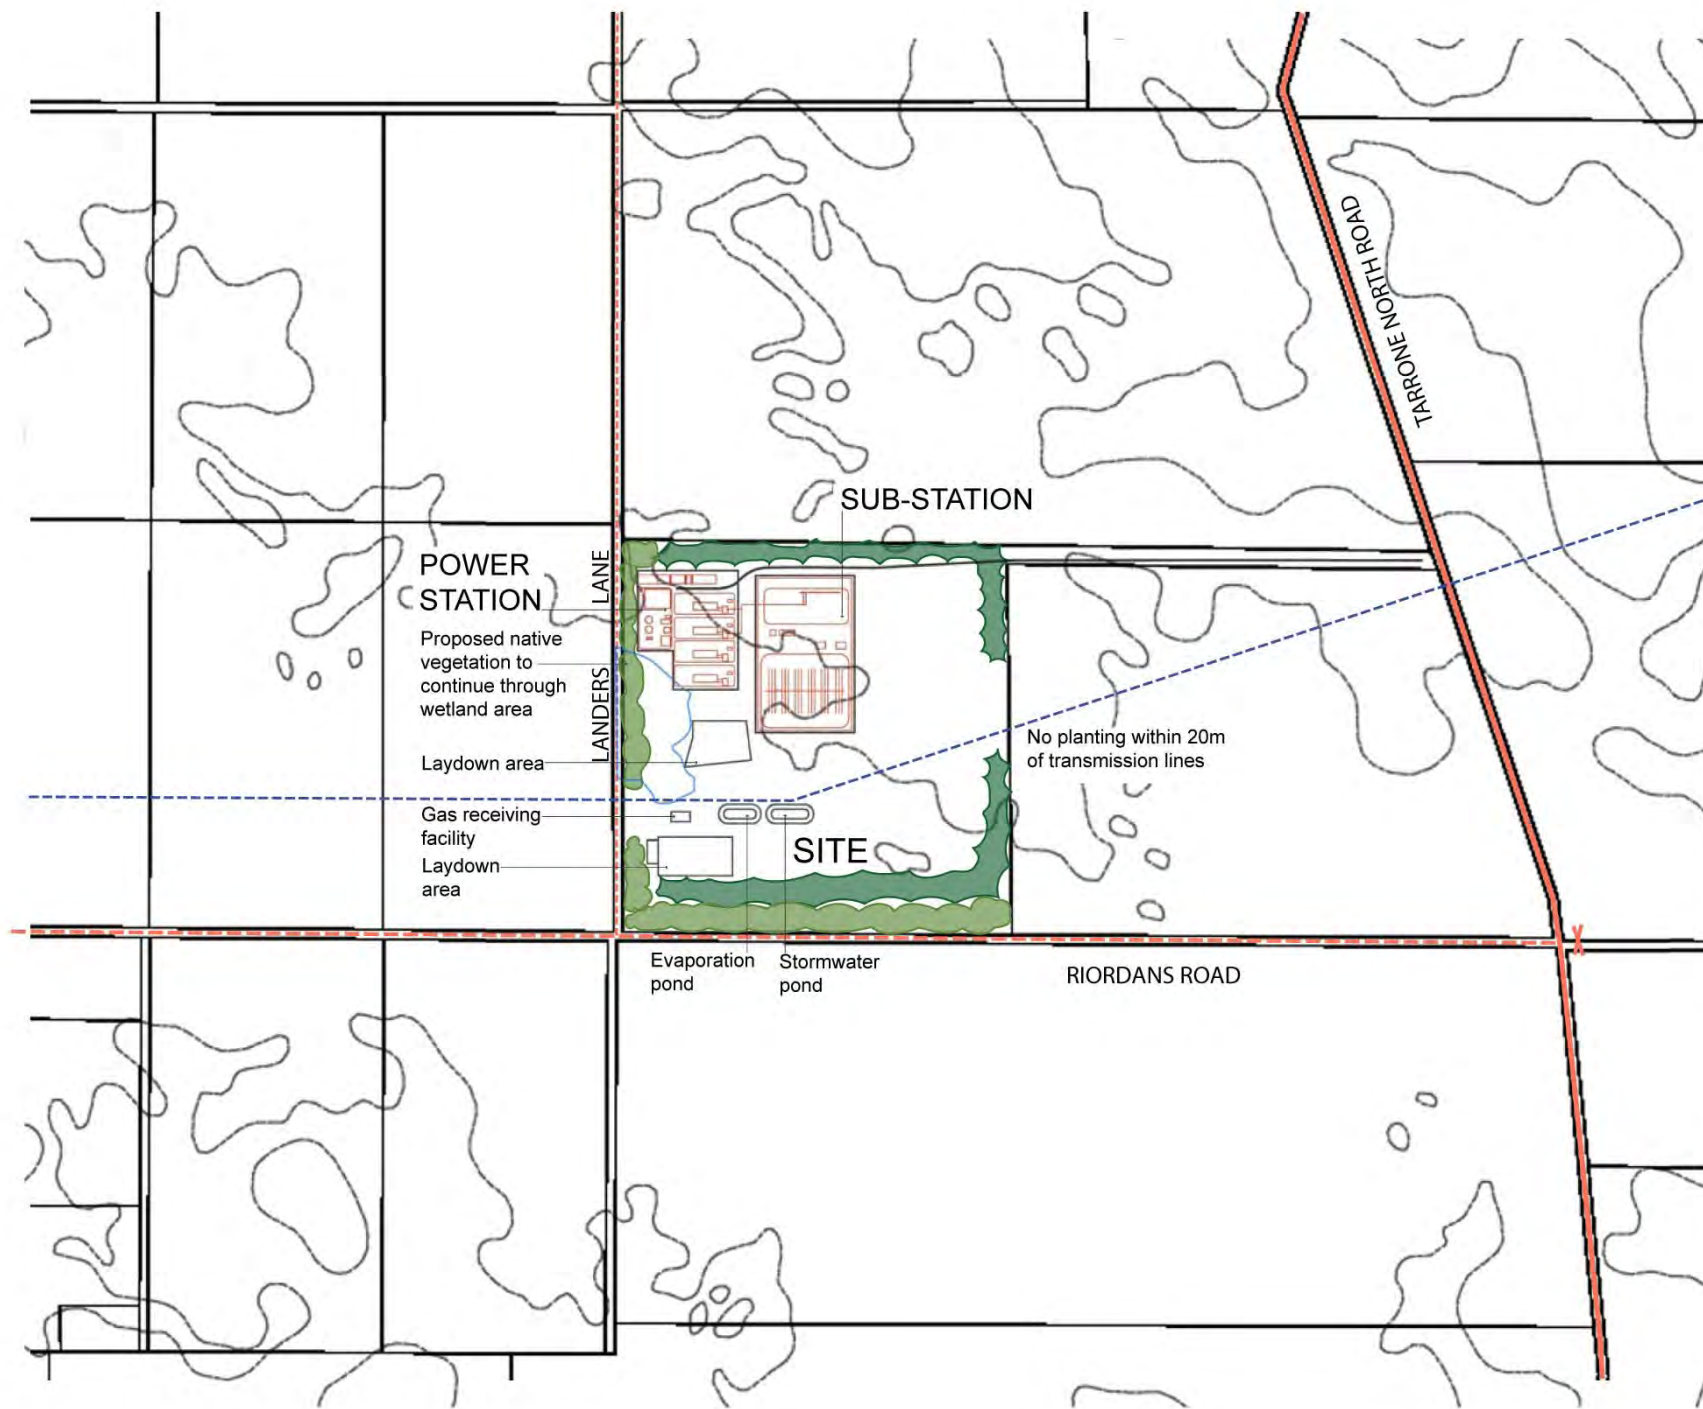 TARRONE NORTH ROAD
SUB-STATION
POWER
STATION
LANDERS LANE
Proposed native
vegetation to
continue through
wetland area
No planting within 20m
of transmission lines
Laydown area
Gas receiving
facility
SITE
Laydown
area
Evaporation
pond
Stormwater
pond
RIORDANS ROAD